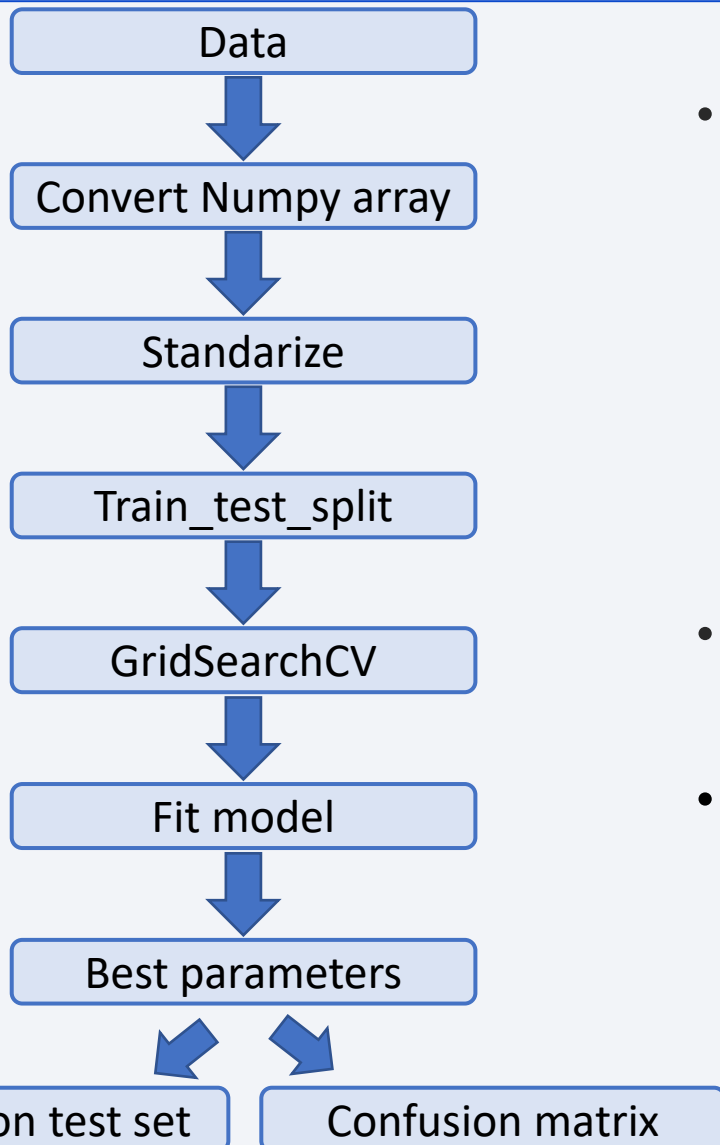 Data
Convert Numpy array
Standarize
Train_test_split
GridSearchCV
Fit model
Best parameters
on test set
Confusion matrix